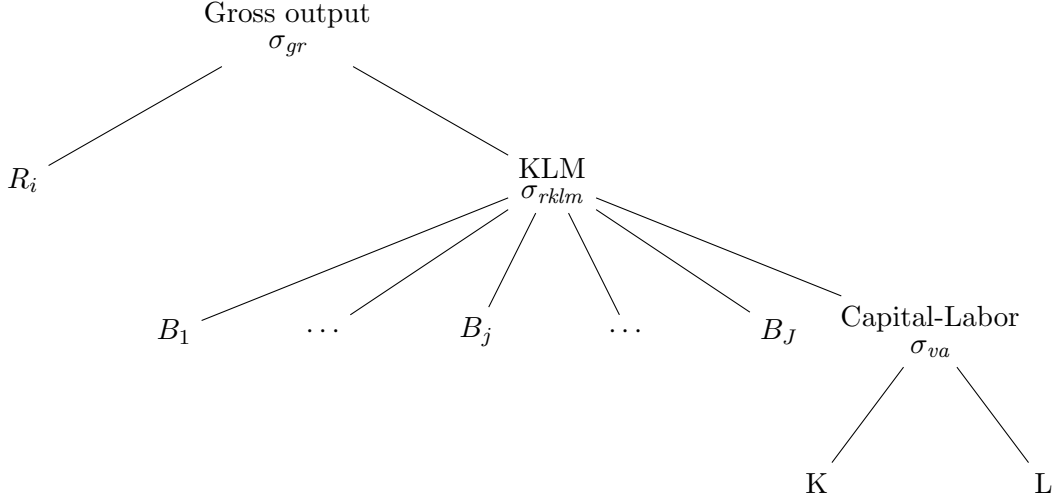 Gross output
σ_gr
R_i
KLM
σ_rklm
B_1
...
B_j
...
B_J
Capital-Labor
σ_va
K
L